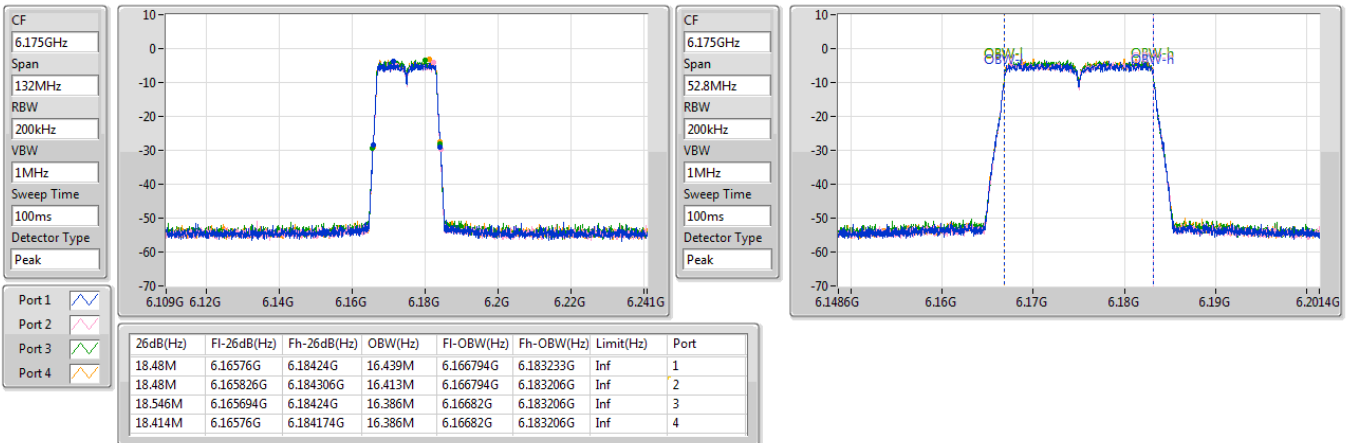 CF
6.175GHz
Span
132MHz
RBW
200kHz
VBW
1MHz
Sweep Time
100ms
Detector Type
Peak
10
0
-10
-20
-30
-40
-50
-60
-70
6.109G 6.12G 6.14G 6.16G 6.18G 6.2G 6.22G 6.241G
CF
6.175GHz
Span
52.8MHz
RBW
200kHz
VBW
1MHz
Sweep Time
100ms
Detector Type
Peak
10
0
-10
-20
-30
-40
-50
-60
-70
OBW-l OBW-h
OBW-l OBW-h
6.1486G 6.16G 6.17G 6.18G 6.19G 6.2014G
Port 1
Port 2
Port 3
Port 4
26dB(Hz) Fl-26dB(Hz) Fh-26dB(Hz) OBW(Hz) Fl-OBW(Hz) Fh-OBW(Hz) Limit(Hz) Port
18.48M 6.16576G 6.18424G 16.439M 6.166794G 6.183233G Inf 1
18.48M 6.165826G 6.184306G 16.413M 6.166794G 6.183206G Inf 2
18.546M 6.165694G 6.18424G 16.386M 6.16682G 6.183206G Inf 3
18.414M 6.16576G 6.184174G 16.386M 6.16682G 6.183206G Inf 4